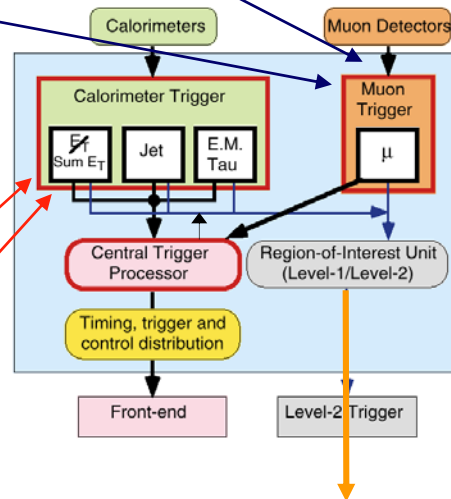 Calorimeters
Muon Detectors
Calorimeter Trigger
Muon
Trigger
E̸T
Sum ET
Jet
E.M.
Tau
μ
Central Trigger
Processor
Region-of-Interest Unit
(Level-1/Level-2)
Timing, trigger and
control distribution
Front-end
Level-2 Trigger